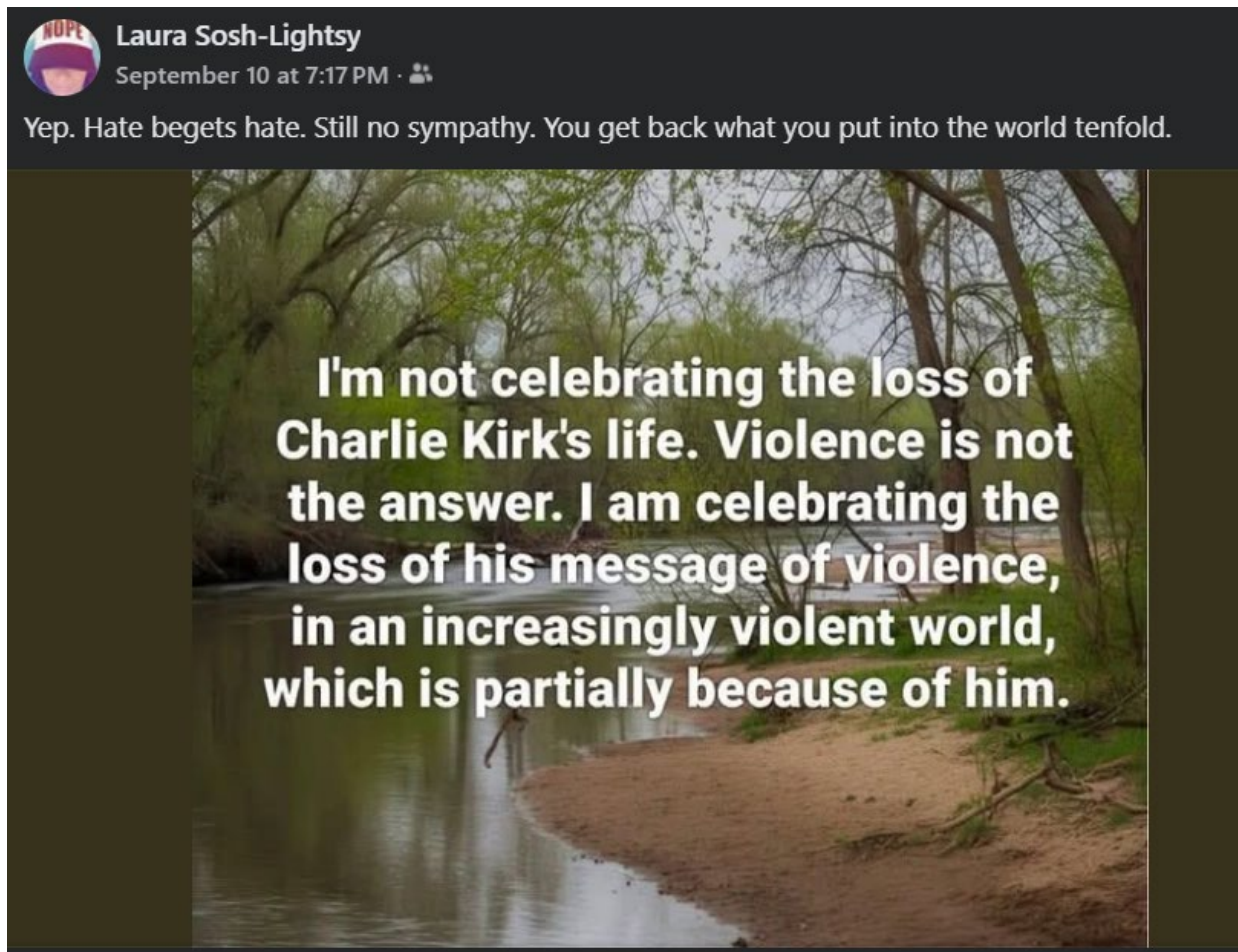 NOPE
Laura Sosh-Lightsy
September 10 at 7:17 PM ·
Yep. Hate begets hate. Still no sympathy. You get back what you put into the world tenfold.
I'm not celebrating the loss of
Charlie Kirk's life. Violence is not
the answer. I am celebrating the
loss of his message of violence,
in an increasingly violent world,
which is partially because of him.